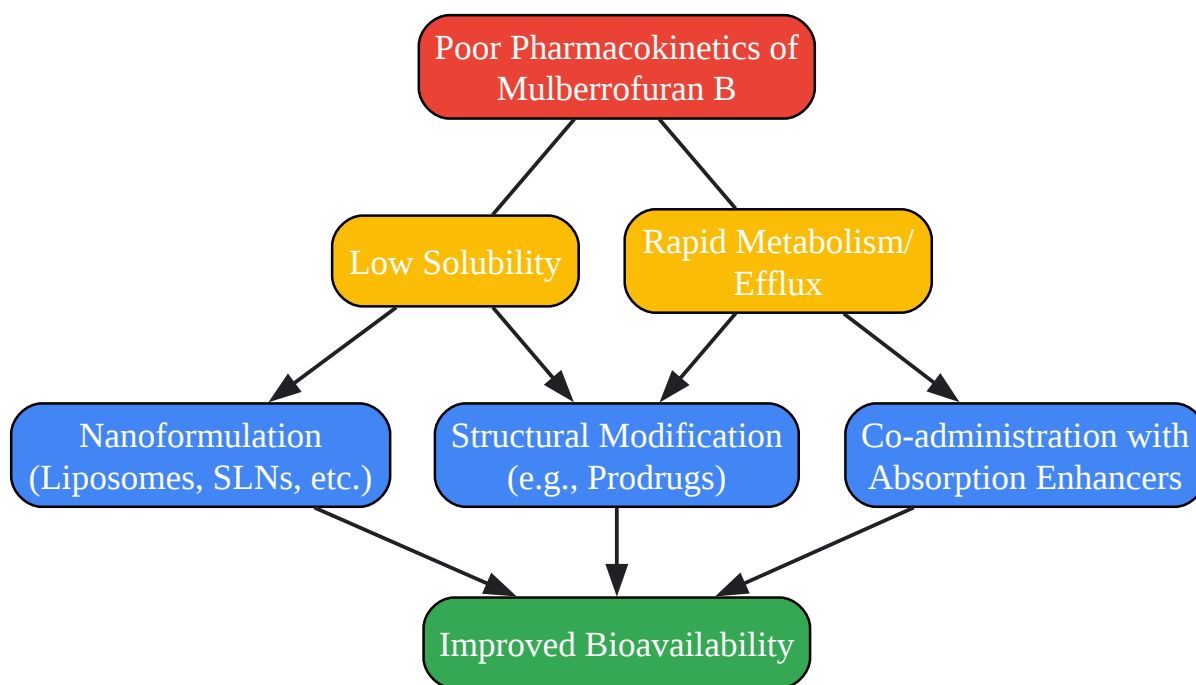 Poor Pharmacokinetics of
Mulberrofuran B
Low Solubility
Rapid Metabolism/
Efflux
Nanoformulation
(Liposomes, SLNs, etc.)
Structural Modification
(e.g., Prodrugs)
Co-administration with
Absorption Enhancers
Improved Bioavailability